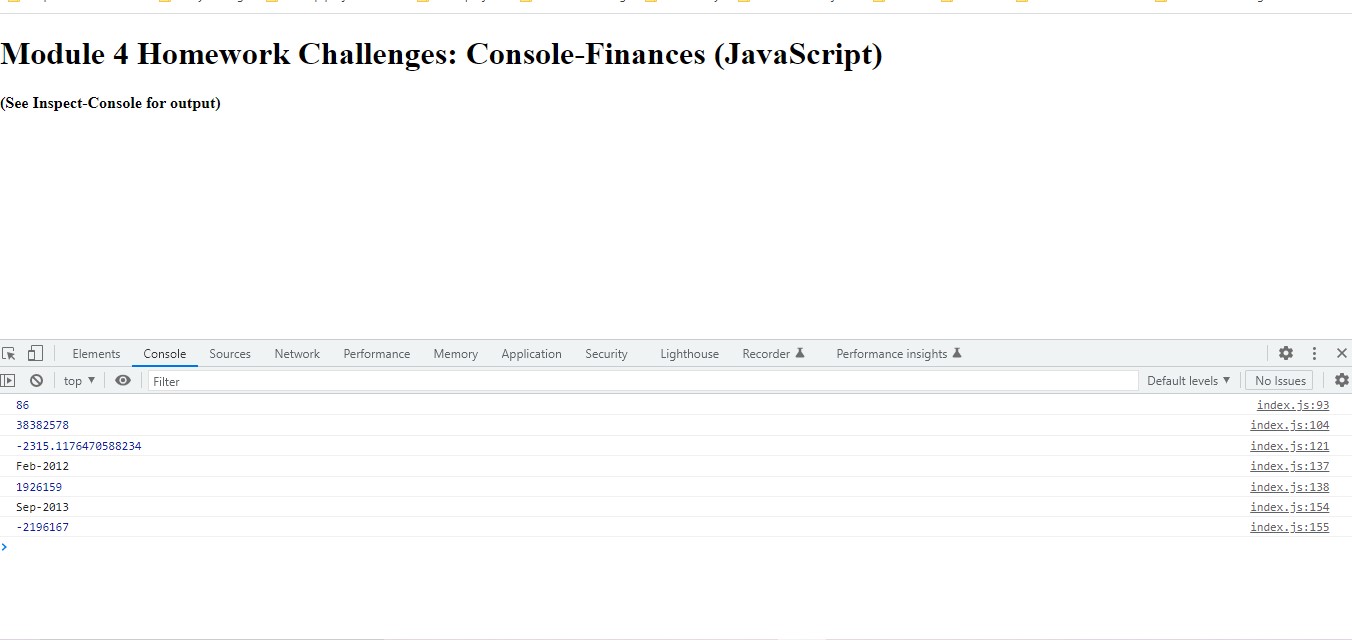 Module 4 Homework Challenges: Console-Finances (JavaScript)
(See Inspect-Console for output)
Elements Console Sources Network Performance Memory Application Security Lighthouse Recorder Performance insights
top Filter Default levels No Issues
86 index.js:93
38382578 index.js:104
-2315.1176470588234 index.js:121
Feb-2012 index.js:137
1926159 index.js:138
Sep-2013 index.js:154
-2196167 index.js:155